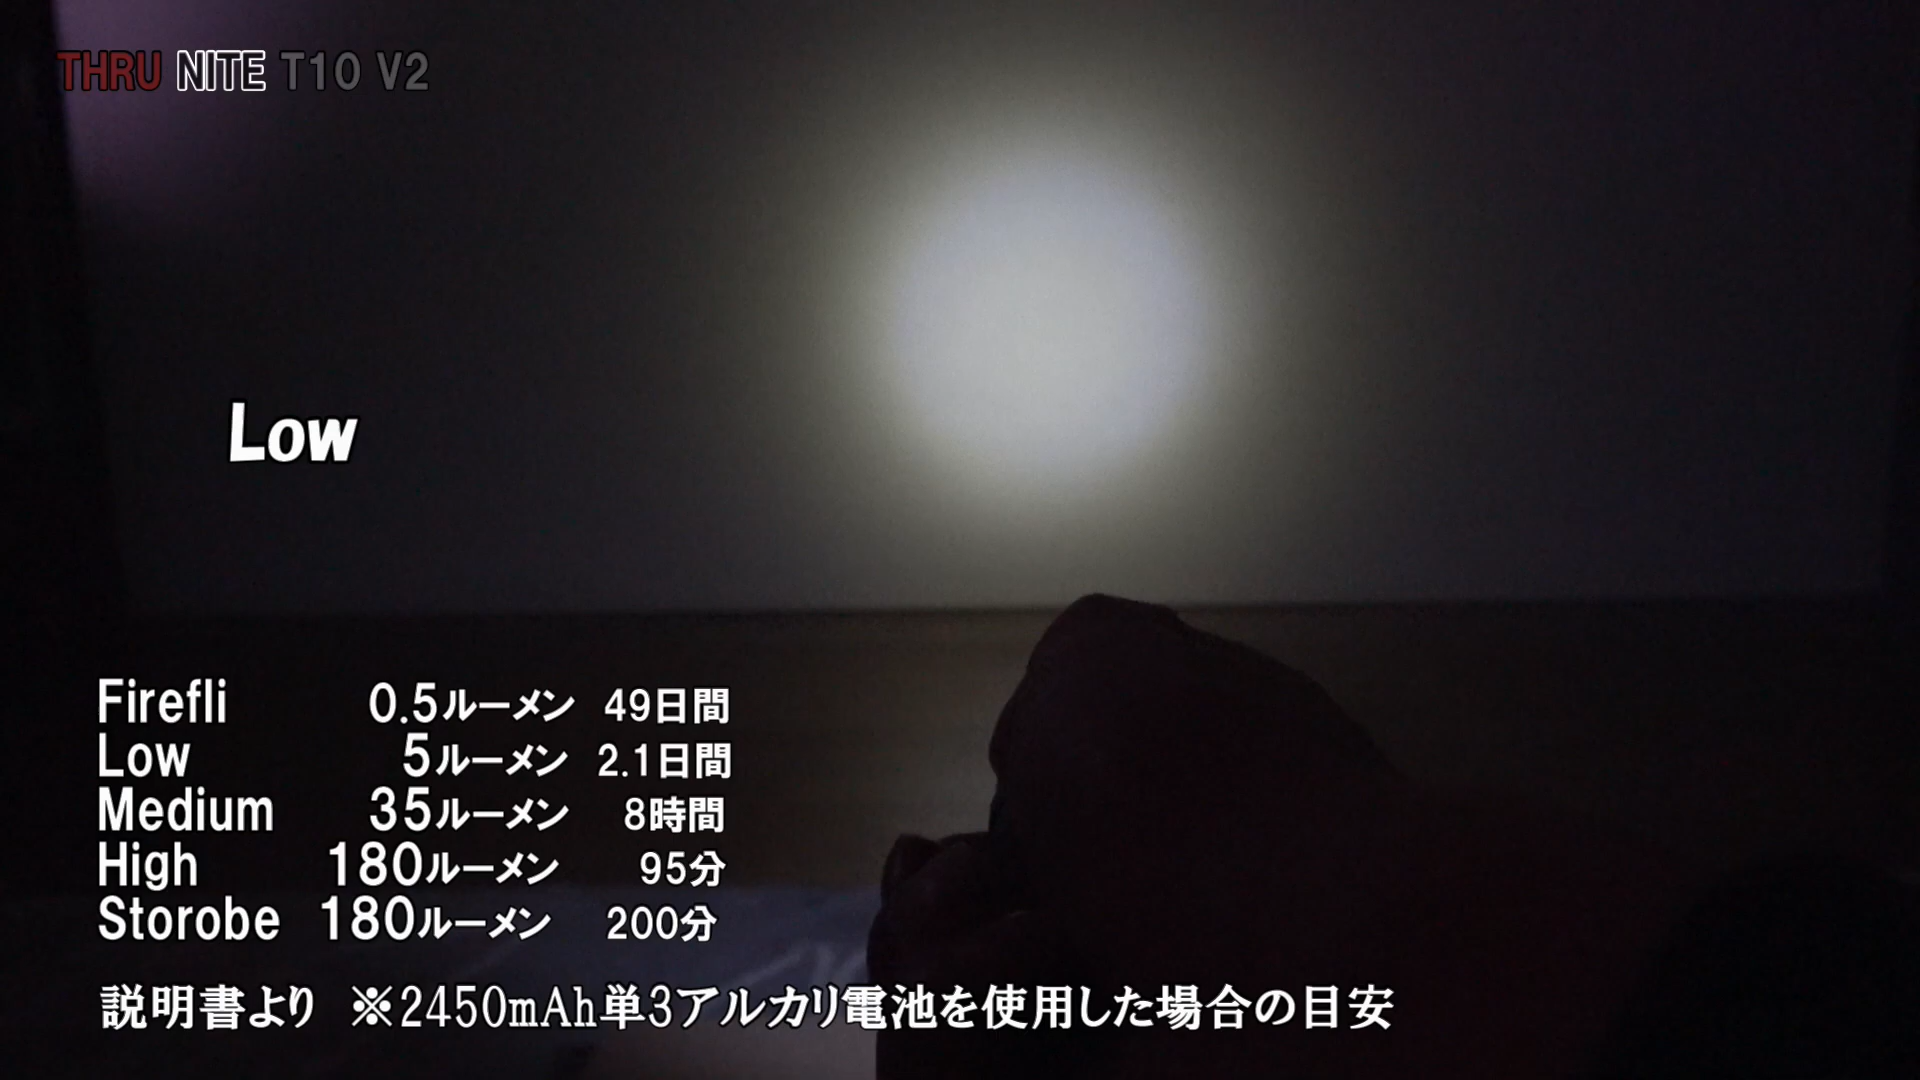 THRU NITE T10 V2
Low
Firefli 0.5ルーメン 49日間
Low 5ルーメン 2.1日間
Medium 35ルーメン 8時間
High 180ルーメン 95分
Storobe 180ルーメン 200分
説明書より ※2450mAh単3アルカリ電池を使用した場合の目安